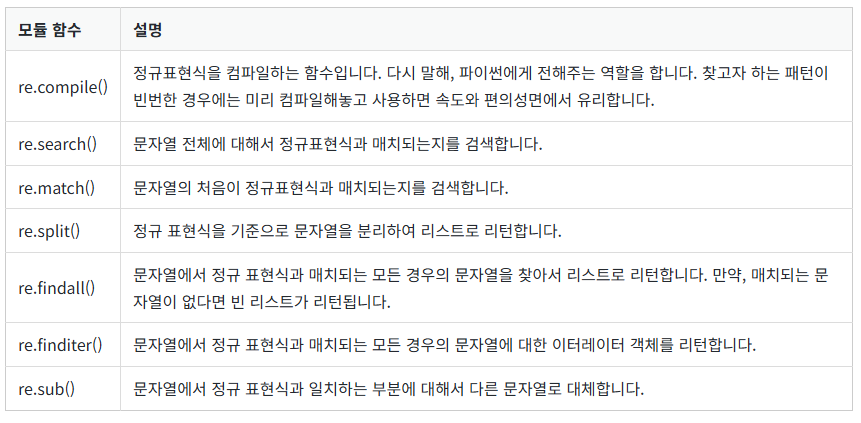 모듈 함수 설명
re.compile() 정규표현식을 컴파일하는 함수입니다. 다시 말해, 파이썬에게 전해주는 역할을 합니다. 찾고자 하는 패턴이
빈번한 경우에는 미리 컴파일해놓고 사용하면 속도와 편의성면에서 유리합니다.
re.search() 문자열 전체에 대해서 정규표현식과 매치되는지를 검색합니다.
re.match() 문자열의 처음이 정규표현식과 매치되는지를 검색합니다.
re.split() 정규 표현식을 기준으로 문자열을 분리하여 리스트로 리턴합니다.
re.findall() 문자열에서 정규 표현식과 매치되는 모든 경우의 문자열을 찾아서 리스트로 리턴합니다. 만약, 매치되는 문
자열이 없다면 빈 리스트가 리턴됩니다.
re.finditer() 문자열에서 정규 표현식과 매치되는 모든 경우의 문자열에 대한 이터레이터 객체를 리턴합니다.
re.sub() 문자열에서 정규 표현식과 일치하는 부분에 대해서 다른 문자열로 대체합니다.